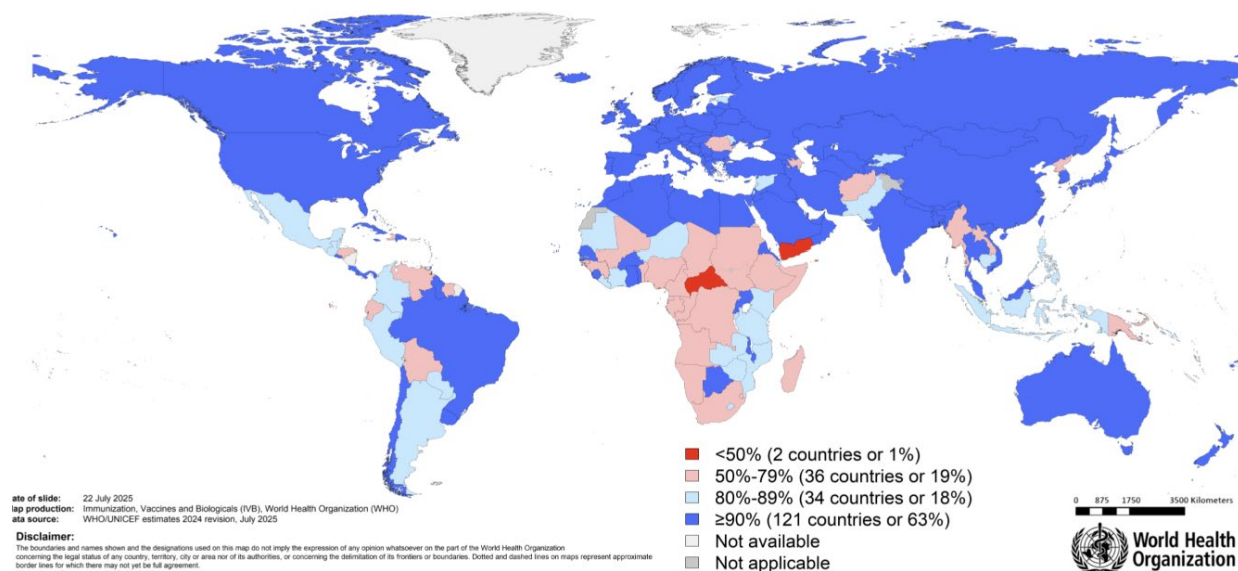 <50% (2 countries or 1%)
50%-79% (36 countries or 19%)
80%-89% (34 countries or 18%)
≥90% (121 countries or 63%)
Not available
Not applicable
ate of slide: 22 July 2025
ap production: Immunization, Vaccines and Biologicals (IVB), World Health Organization (WHO)
ata source: WHO/UNICEF estimates 2024 revision, July 2025
Disclaimer:
The boundaries and names shown and the designations used on this map do not imply the expression of any opinion whatsoever on the part of the World Health Organization
concerning the legal status of any country, territory, city or area nor of its authorities, or concerning the delimitation of its frontiers or boundaries. Dotted and dashed lines on maps represent approximate
border lines for which there may not yet be full agreement.
0 875 1750 3500 Kilometers
World Health
Organization